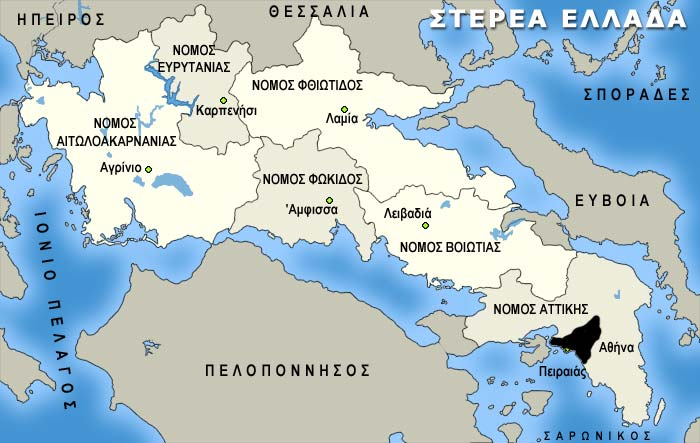 ΗΠΕΙΡΟΣ
ΘΕΣΣΑΛΙΑ
ΣΤΕΡΕΑ ΕΛΛΑΔΑ
ΝΟΜΟΣ
ΕΥΡΥΤΑΝΙΑΣ
ΝΟΜΟΣ ΦΘΙΩΤΙΔΟΣ
ΣΠΟΡΑΔΕΣ
Καρπενήσι
Λαμία
ΝΟΜΟΣ
ΑΙΤΩΛΟΑΚΑΡΝΑΝΙΑΣ
Αγρίνιο
ΝΟΜΟΣ ΦΩΚΙΔΟΣ
Άμφισσα
Λειβαδιά
ΕΥΒΟΙΑ
ΝΟΜΟΣ ΒΟΙΩΤΙΑΣ
ΙΟΝΙΟ ΠΕΛΑΓΟΣ
ΝΟΜΟΣ ΑΤΤΙΚΗΣ
Αθήνα
Πειραιάς
ΠΕΛΟΠΟΝΝΗΣΟΣ
ΣΑΡΩΝΙΚΟΣ